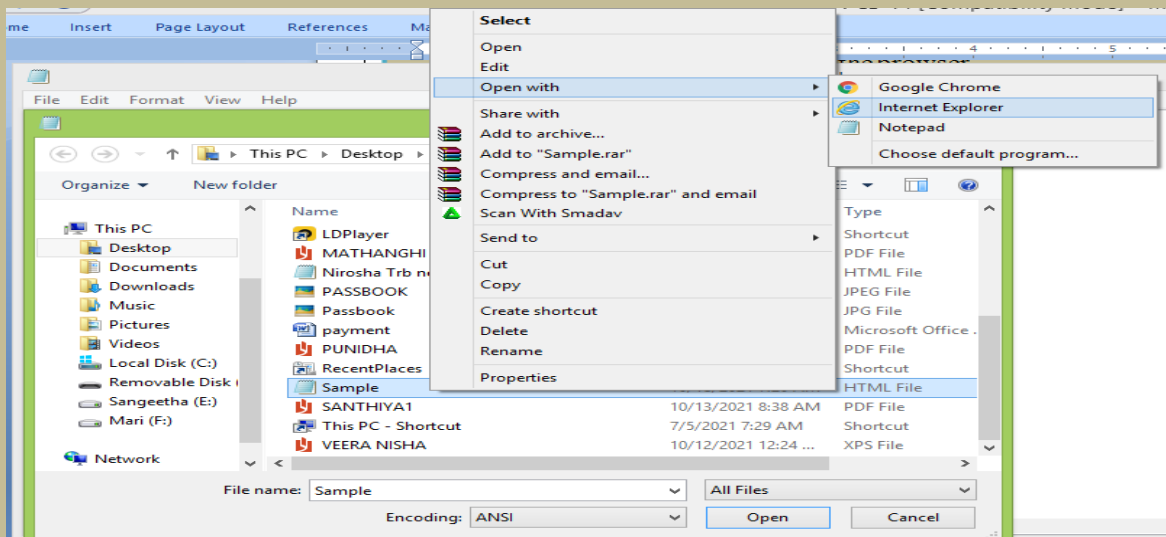 me Insert Page Layout References Ma
4 5
File Edit Format View Help
This PC Desktop
Organize New folder
This PC
Desktop
Documents
Downloads
Music
Pictures
Videos
Local Disk (C:)
Removable Disk
Sangeetha (E:)
Mari (F:)
Network
Name Type
LDPlayer Shortcut
MATHANGHI PDF File
Nirosha Trb ne HTML File
PASSBOOK JPEG File
Passbook JPG File
payment Microsoft Office .
PUNIDHA PDF File
RecentPlaces Shortcut
Sample HTML File
SANTHIYA1 10/13/2021 8:38 AM PDF File
This PC - Shortcut 7/5/2021 7:29 AM Shortcut
VEERA NISHA 10/12/2021 12:24 ... XPS File
File name: Sample All Files
Encoding: ANSI Open Cancel
Select
Open
Edit
Open with
Share with
Add to archive...
Add to "Sample.rar"
Compress and email...
Compress to "Sample.rar" and email
Scan With Smadav
Send to
Cut
Copy
Create shortcut
Delete
Rename
Properties
Google Chrome
Internet Explorer
Notepad
Choose default program...